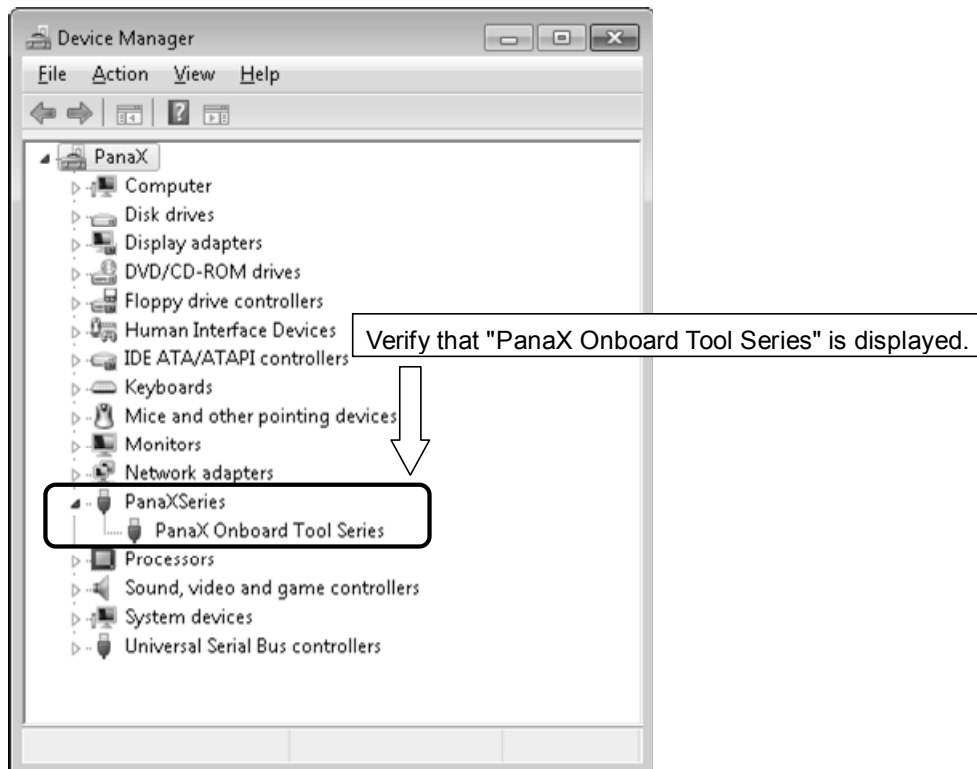 Device Manager
File Action View Help
PanaX
Computer
Disk drives
Display adapters
DVD/CD-ROM drives
Floppy drive controllers
Human Interface Devices
Verify that "PanaX Onboard Tool Series" is displayed.
IDE ATA/ATAPI controllers
Keyboards
Mice and other pointing devices
Monitors
Network adapters
PanaXSeries
PanaX Onboard Tool Series
Processors
Sound, video and game controllers
System devices
Universal Serial Bus controllers